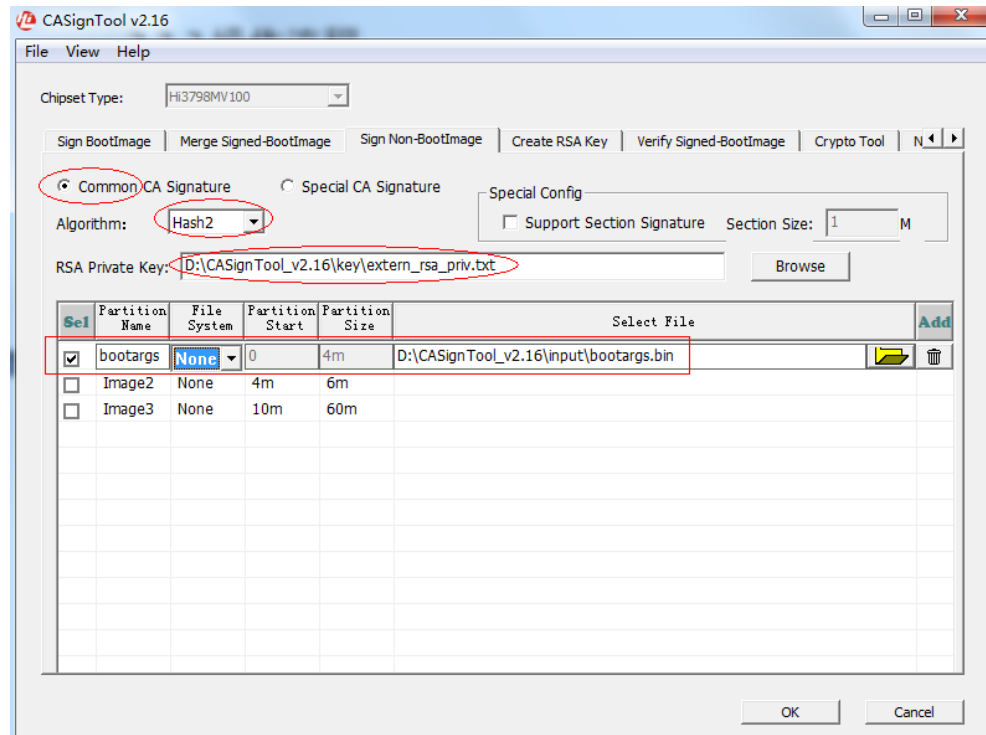 CASignTool v2.16
File View Help
Chipset Type: Hi3798MV100
Sign BootImage Merge Signed-BootImage Sign Non-BootImage Create RSA Key Verify Signed-BootImage Crypto Tool N
Common CA Signature Special CA Signature Special Config
Algorithm: Hash2 Support Section Signature Section Size: 1 M
RSA Private Key: D:\CASignTool_v2.16\key\extern_rsa_priv.txt Browse
Sel Partition Name File System Partition Start Partition Size Select File Add
bootargs None 0 4m D:\CASignTool_v2.16\input\bootargs.bin
Image2 None 4m 6m
Image3 None 10m 60m
OK Cancel